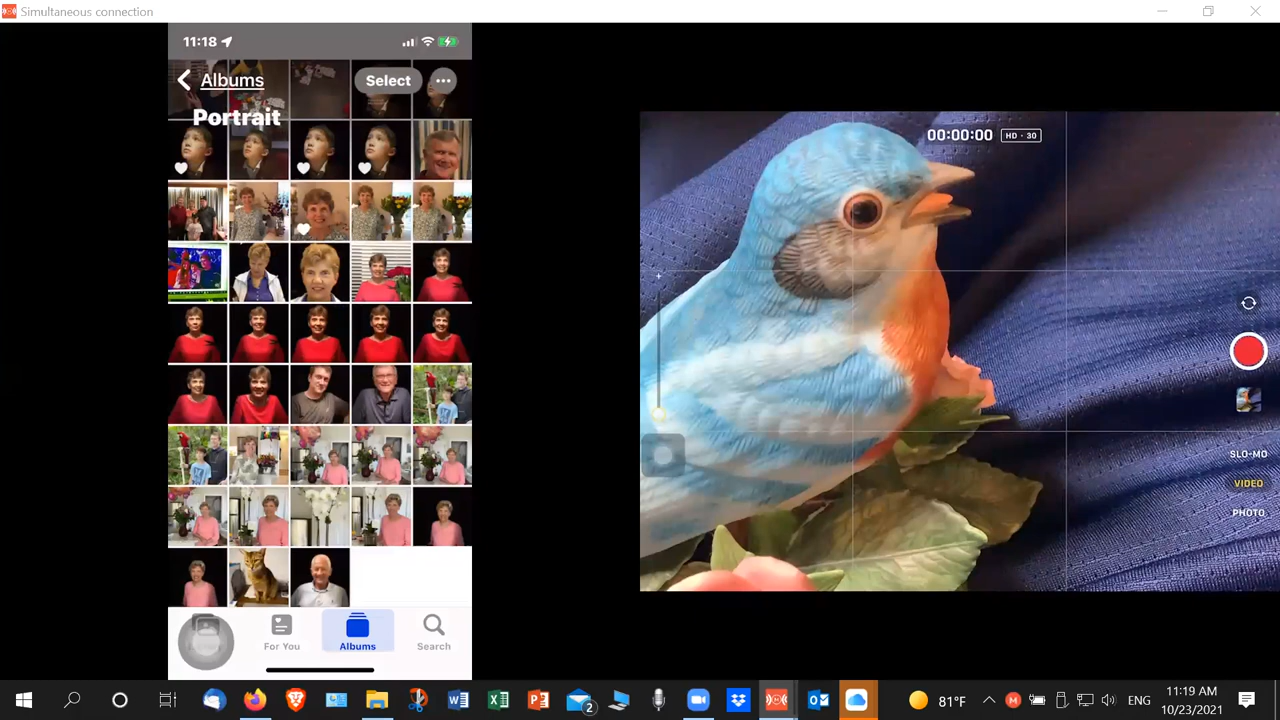 Simultaneous connection
11:18
Albums
Select
Portrait
For You
Albums
Search
00:00:00
HD · 30
SLO-MO
VIDEO
PHOTO
2
81°F
ENG
11:19 AM
10/23/2021